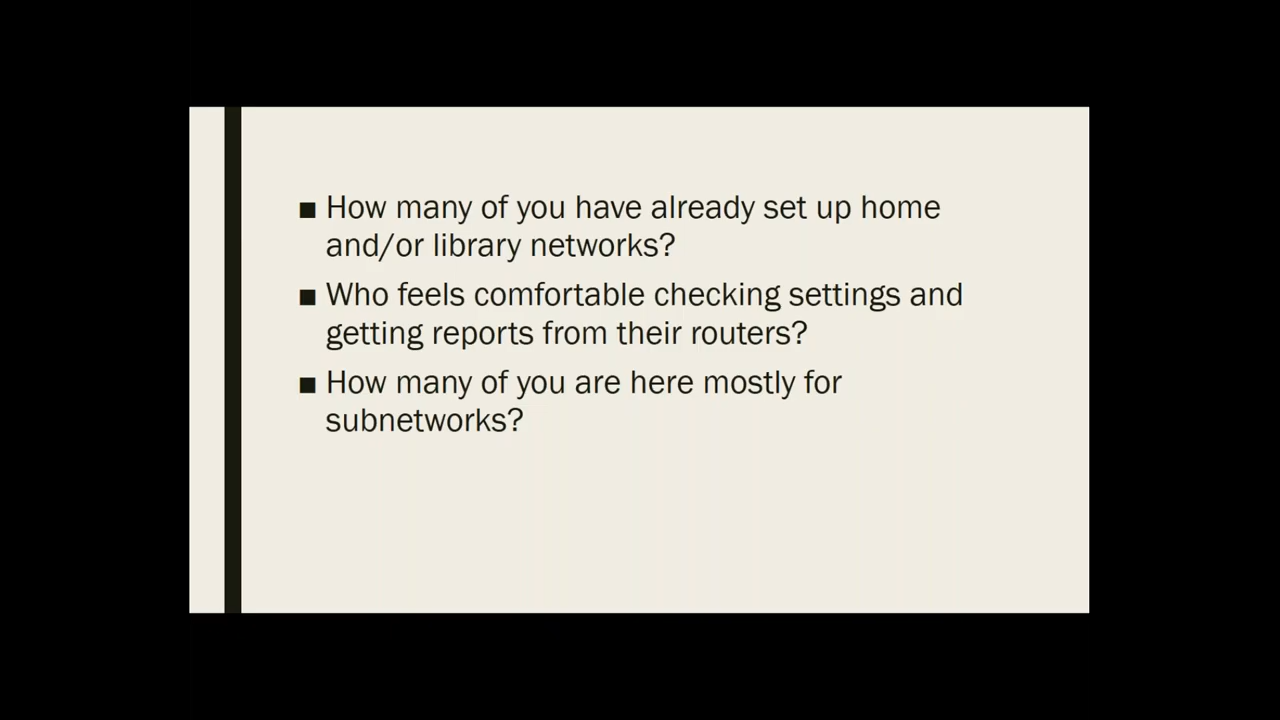 ■ How many of you have already set up home
and/or library networks?
■ Who feels comfortable checking settings and
getting reports from their routers?
■ How many of you are here mostly for
subnetworks?